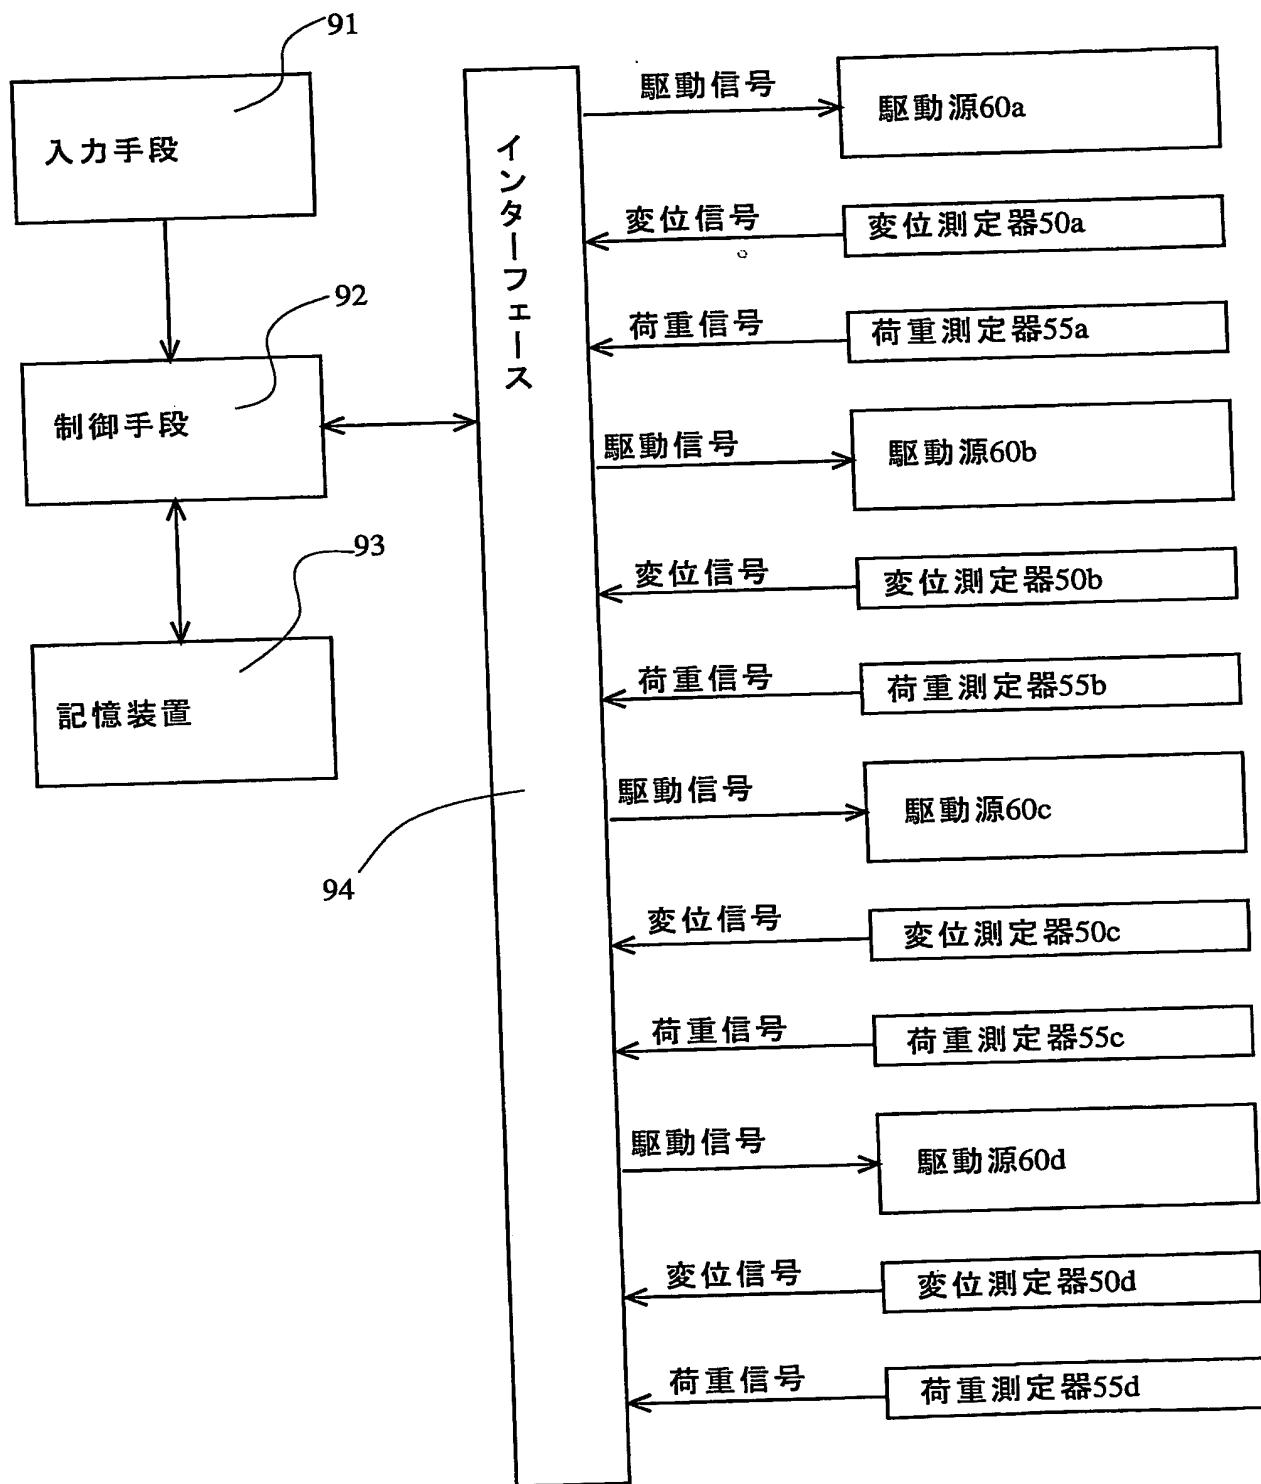 91
入力手段
92
制御手段
93
記憶装置
インターフェース
94
駆動信号
駆動源60a
変位信号
変位測定器50a
荷重信号
荷重測定器55a
駆動信号
駆動源60b
変位信号
変位測定器50b
荷重信号
荷重測定器55b
駆動信号
駆動源60c
変位信号
変位測定器50c
荷重信号
荷重測定器55c
駆動信号
駆動源60d
変位信号
変位測定器50d
荷重信号
荷重測定器55d